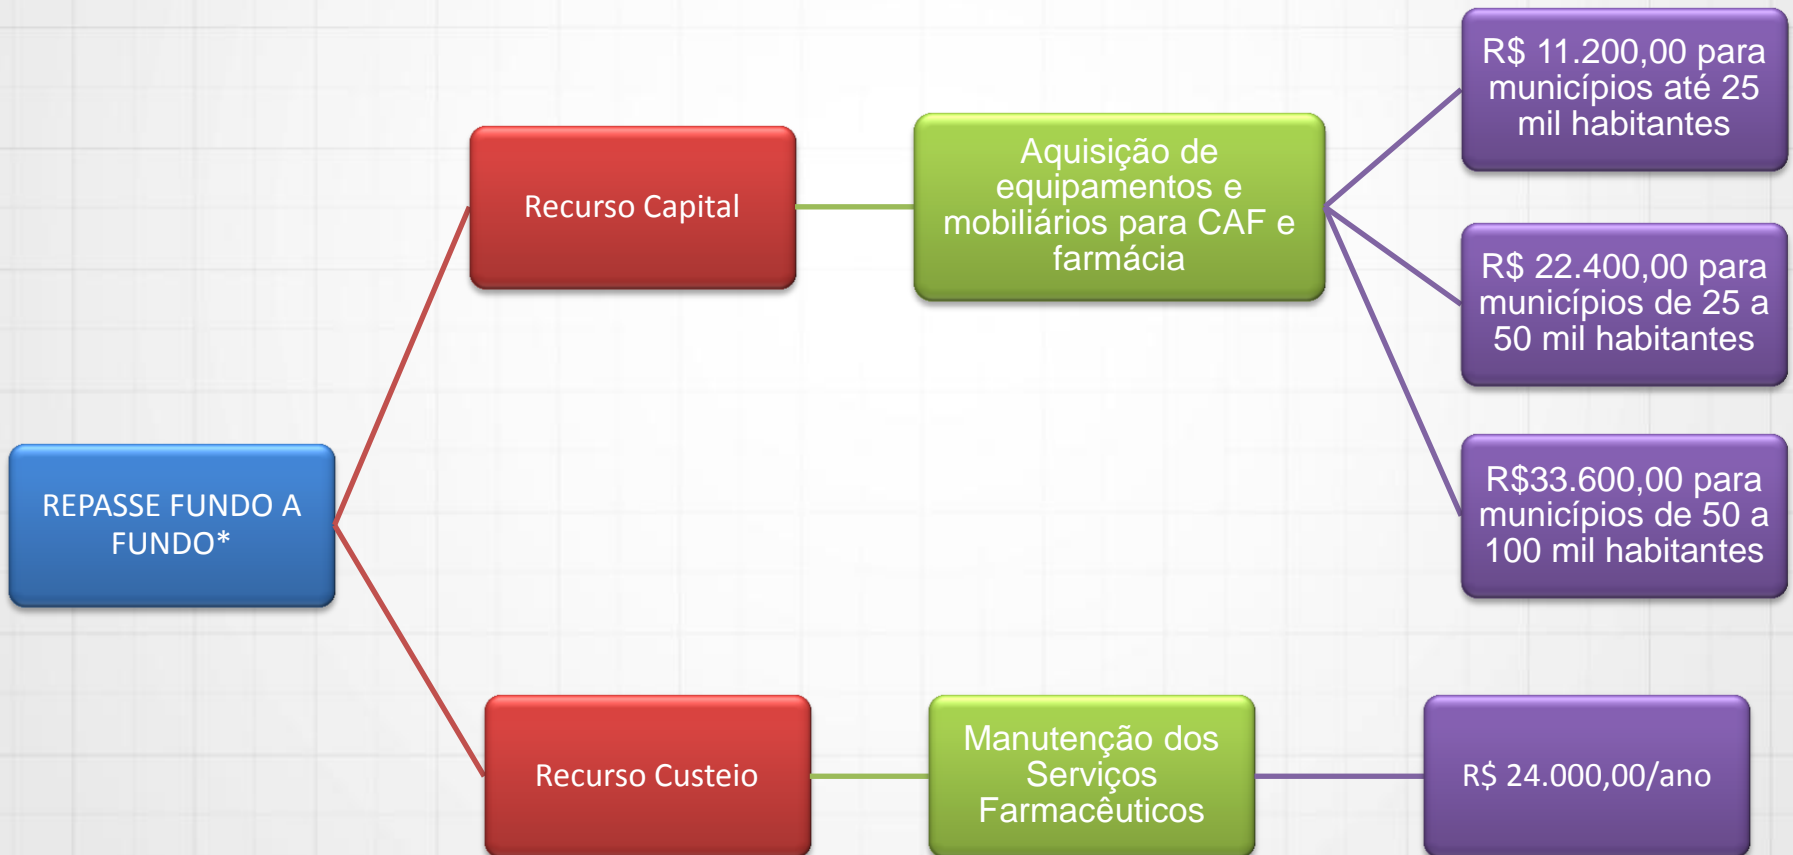 REPASSE FUNDO A
FUNDO*
Recurso Capital
Aquisição de
equipamentos e
mobiliários para CAF e
farmácia
R$ 11.200,00 para
municípios até 25
mil habitantes
R$ 22.400,00 para
municípios de 25 a
50 mil habitantes
R$33.600,00 para
municípios de 50 a
100 mil habitantes
Recurso Custeio
Manutenção dos
Serviços
Farmacêuticos
R$ 24.000,00/ano